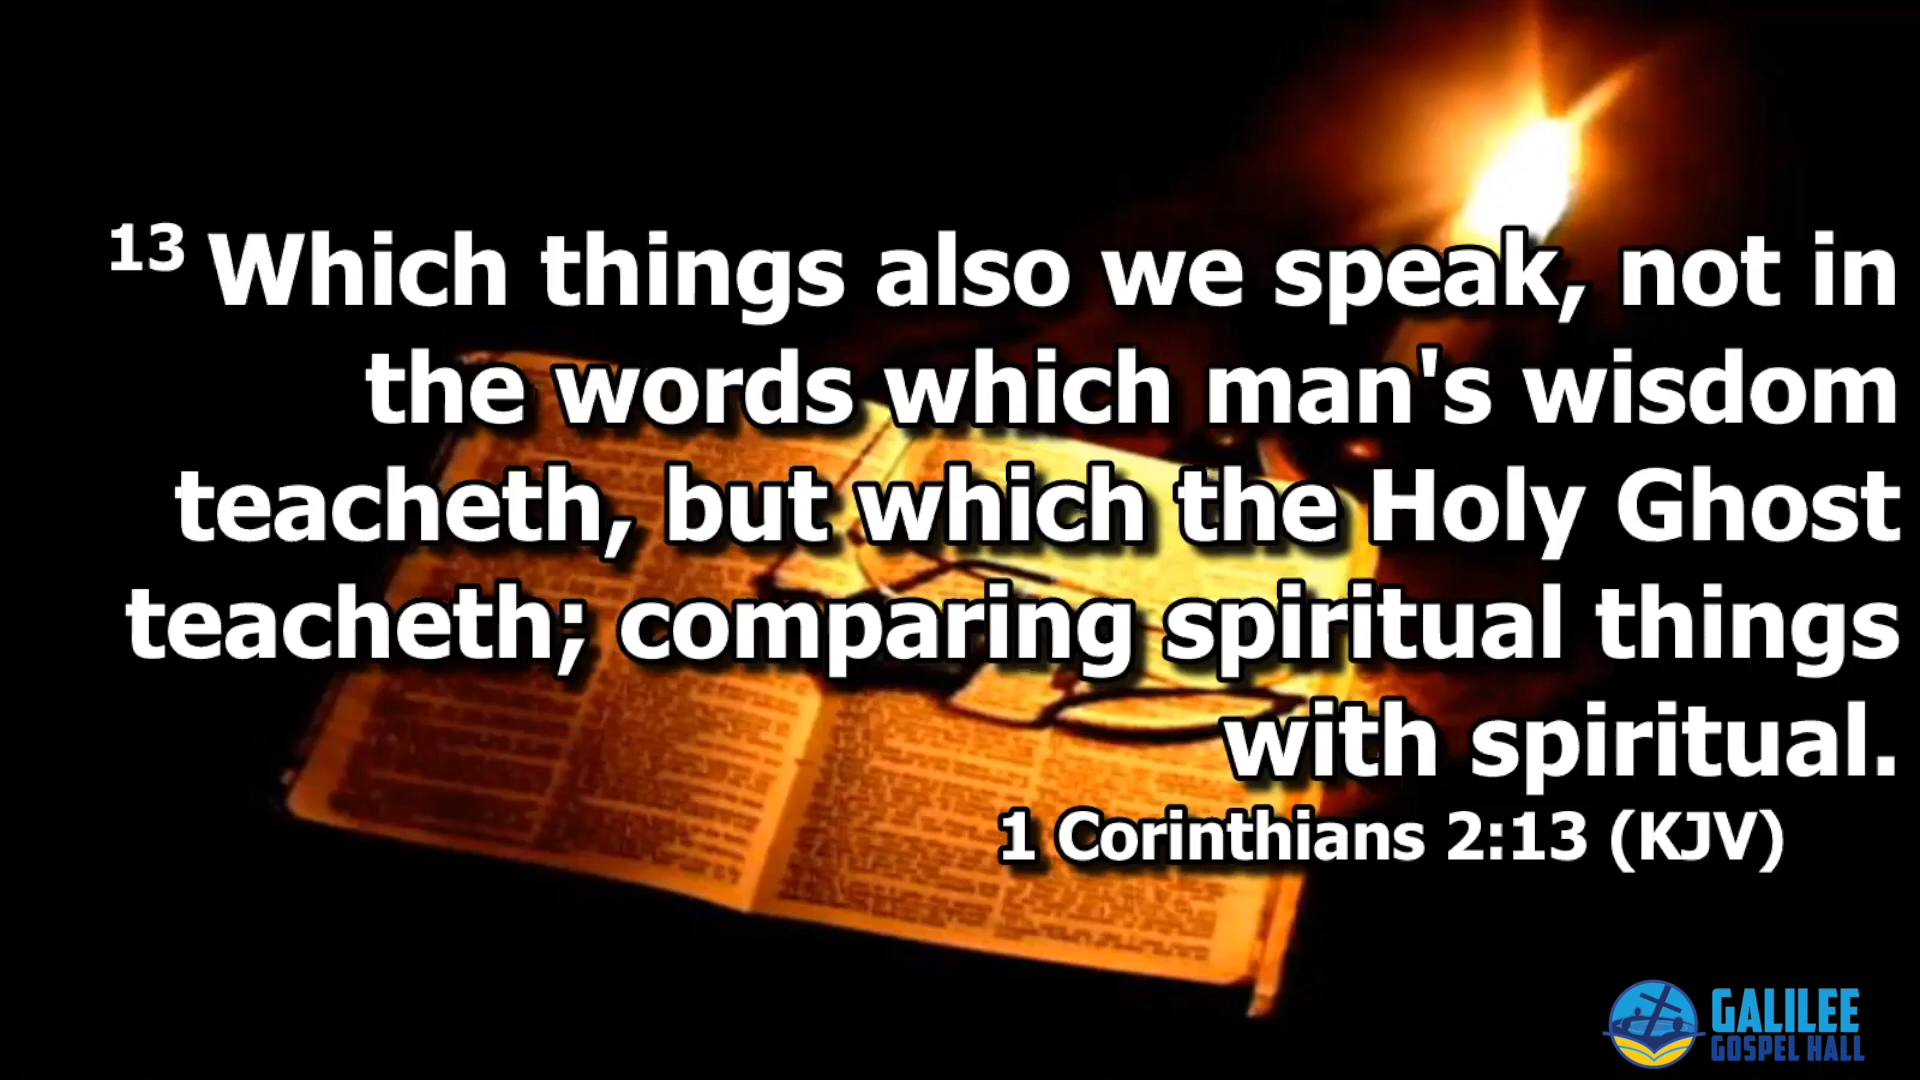 13 Which things also we speak, not in
the words which man's wisdom
teacheth, but which the Holy Ghost
teacheth; comparing spiritual things
with spiritual.
1 Corinthians 2:13 (KJV)
GALILEE
GOSPEL HALL